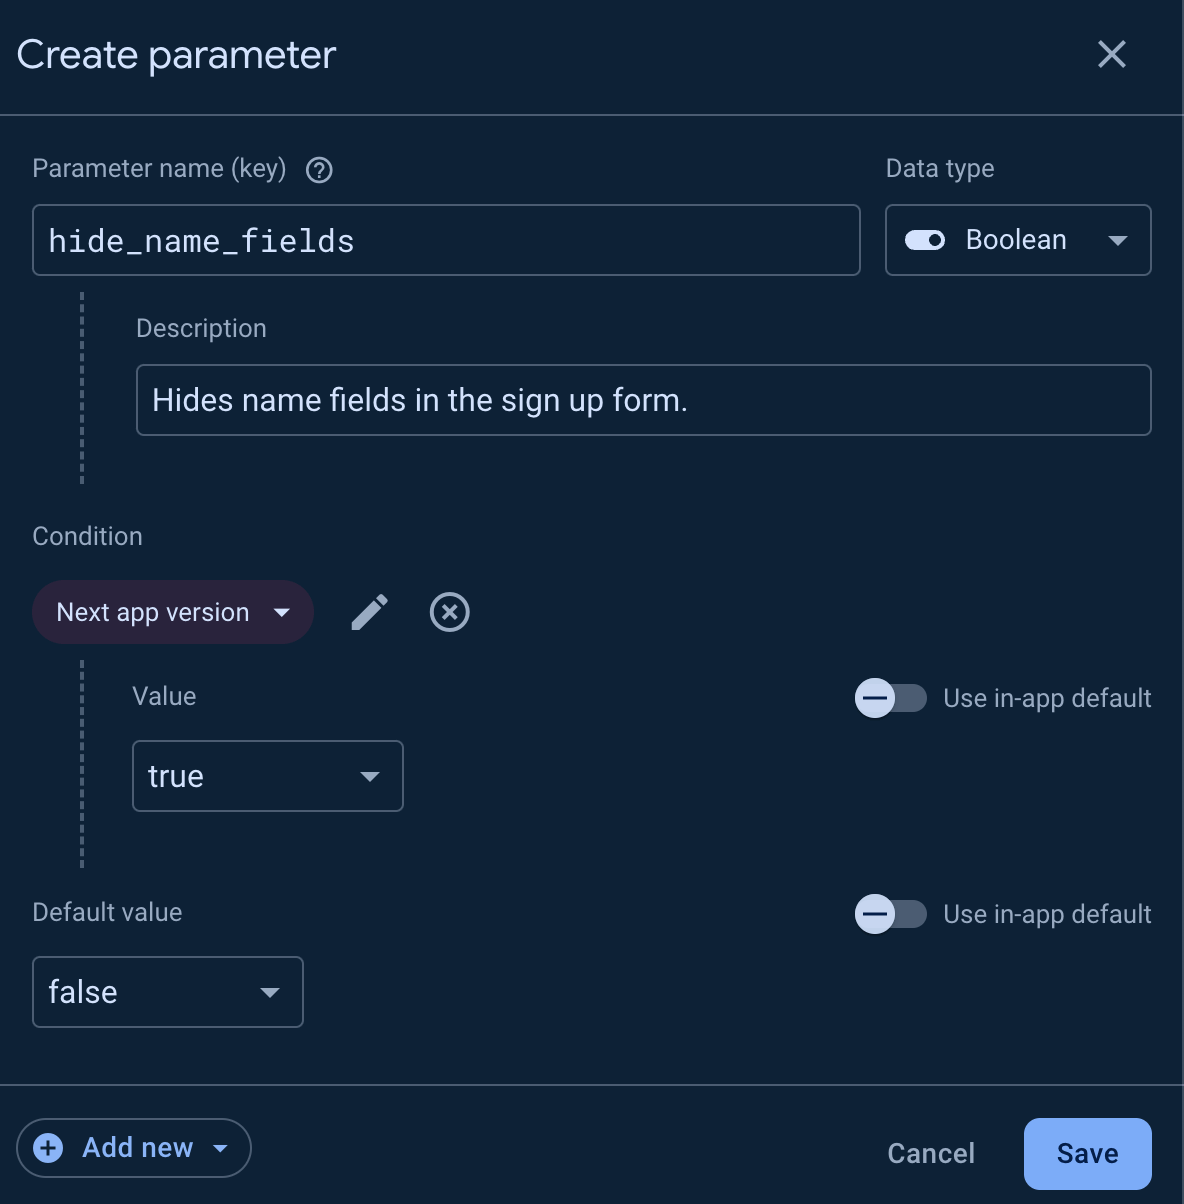 Create parameter
Parameter name (key)
Data type
hide_name_fields
Boolean
Description
Hides name fields in the sign up form.
Condition
Next app version
Value
Use in-app default
true
Default value
Use in-app default
false
Add new
Cancel
Save